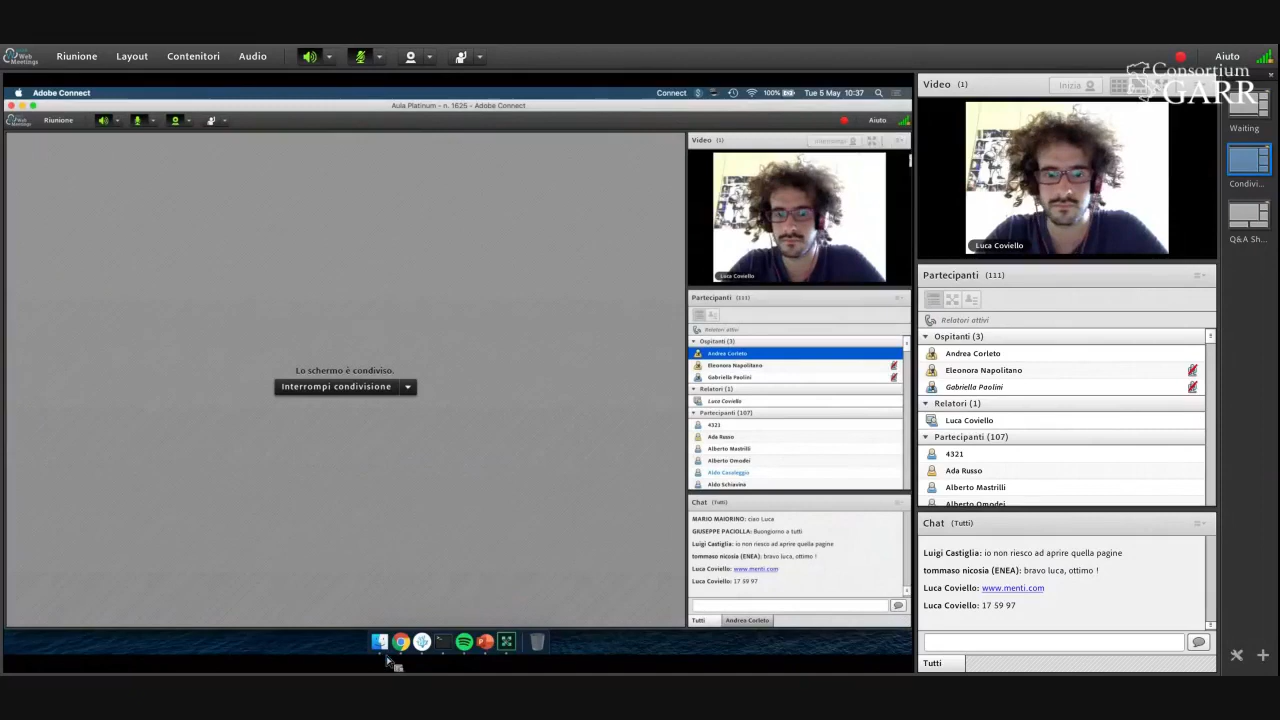 Web
Meetings
Riunione
Layout
Contenitori
Audio
Aiuto
Consortium
GARR
Adobe Connect
Connect
100%
Tue 5 May 10:37
Aula Platinum - n. 1625 - Adobe Connect
Riunione
Aiuto
Video (1)
Interrompi
Luca Coviello
Partecipanti (111)
Relatori attivi
Ospitanti (3)
Andrea Corleto
Eleonora Napolitano
Gabriella Paolini
Relatori (1)
Luca Coviello
Partecipanti (107)
4321
Ada Russo
Alberto Mastrilli
Alberto Omodei
Aldo Schiavina
Lo schermo è condiviso.
Interrompi condivisione
Chat (Tutti)
MARIO MAIORINO: ciao Luca
GIUSEPPE PACIOLLA: Buongiorno a tutti
Luigi Castiglia: io non riesco ad aprire quella pagine
tommaso nicosia (ENEA): bravo luca, ottimo !
Luca Coviello: www.menti.com
Luca Coviello: 17 59 97
Tutti
Andrea Corleto
Video (1)
Inizia
Luca Coviello
Partecipanti (111)
Relatori attivi
Ospitanti (3)
Andrea Corleto
Eleonora Napolitano
Gabriella Paolini
Relatori (1)
Luca Coviello
Partecipanti (107)
4321
Ada Russo
Alberto Mastrilli
Alberto Omodei
Chat (Tutti)
Luigi Castiglia: io non riesco ad aprire quella pagine
tommaso nicosia (ENEA): bravo luca, ottimo !
Luca Coviello: www.menti.com
Luca Coviello: 17 59 97
Tutti
Waiting
Condivi...
Q&A Sh...